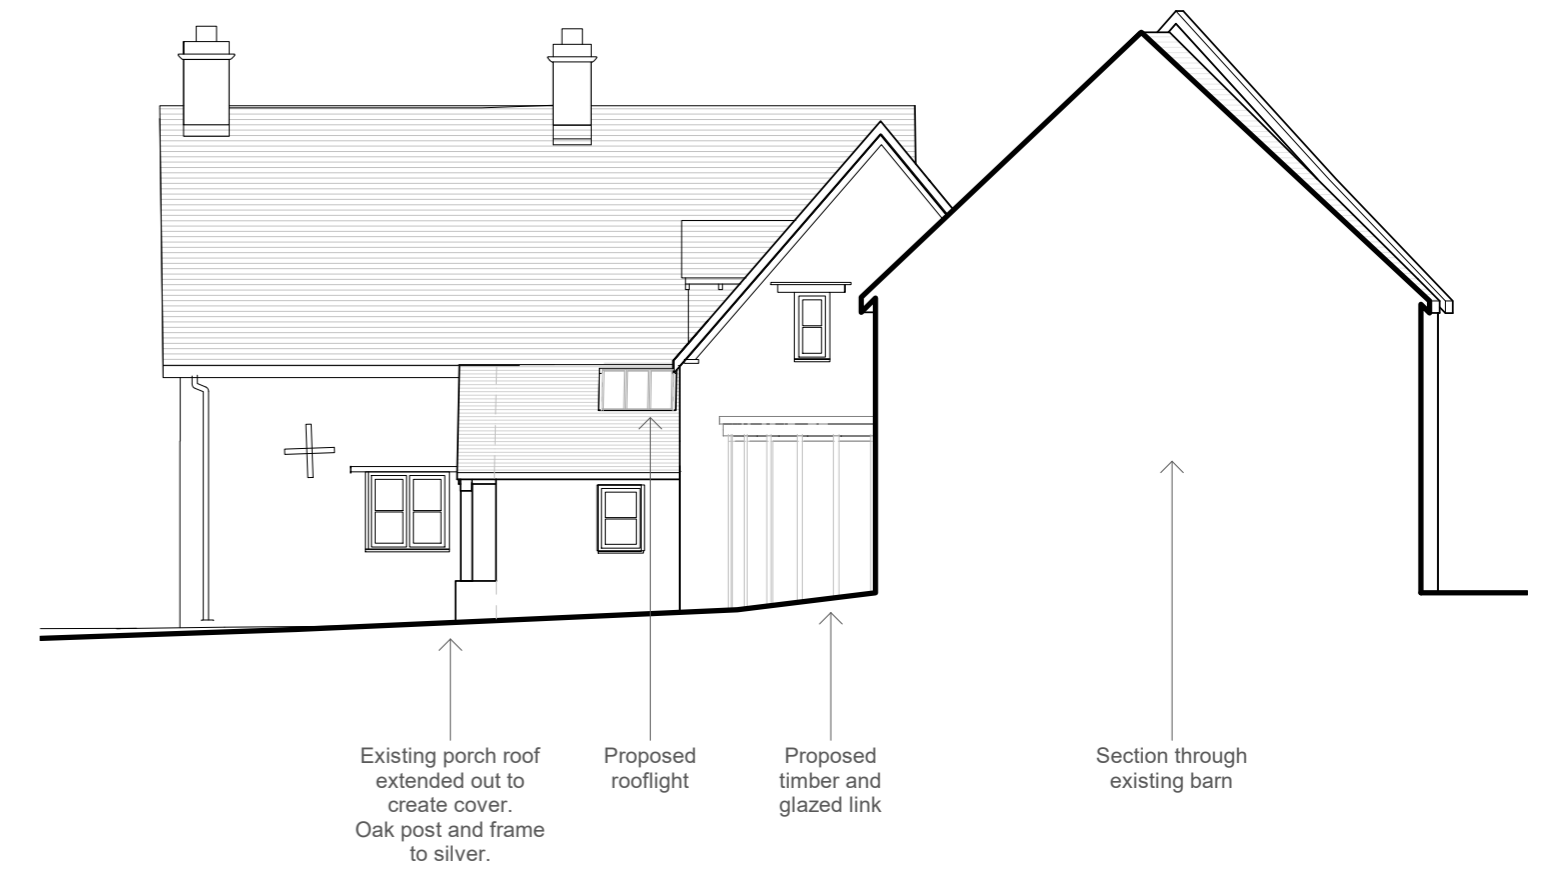 Existing porch roof
extended out to
create cover.
Oak post and frame
to silver.
Proposed
rooflight
Proposed
timber and
glazed link
Section through
existing barn